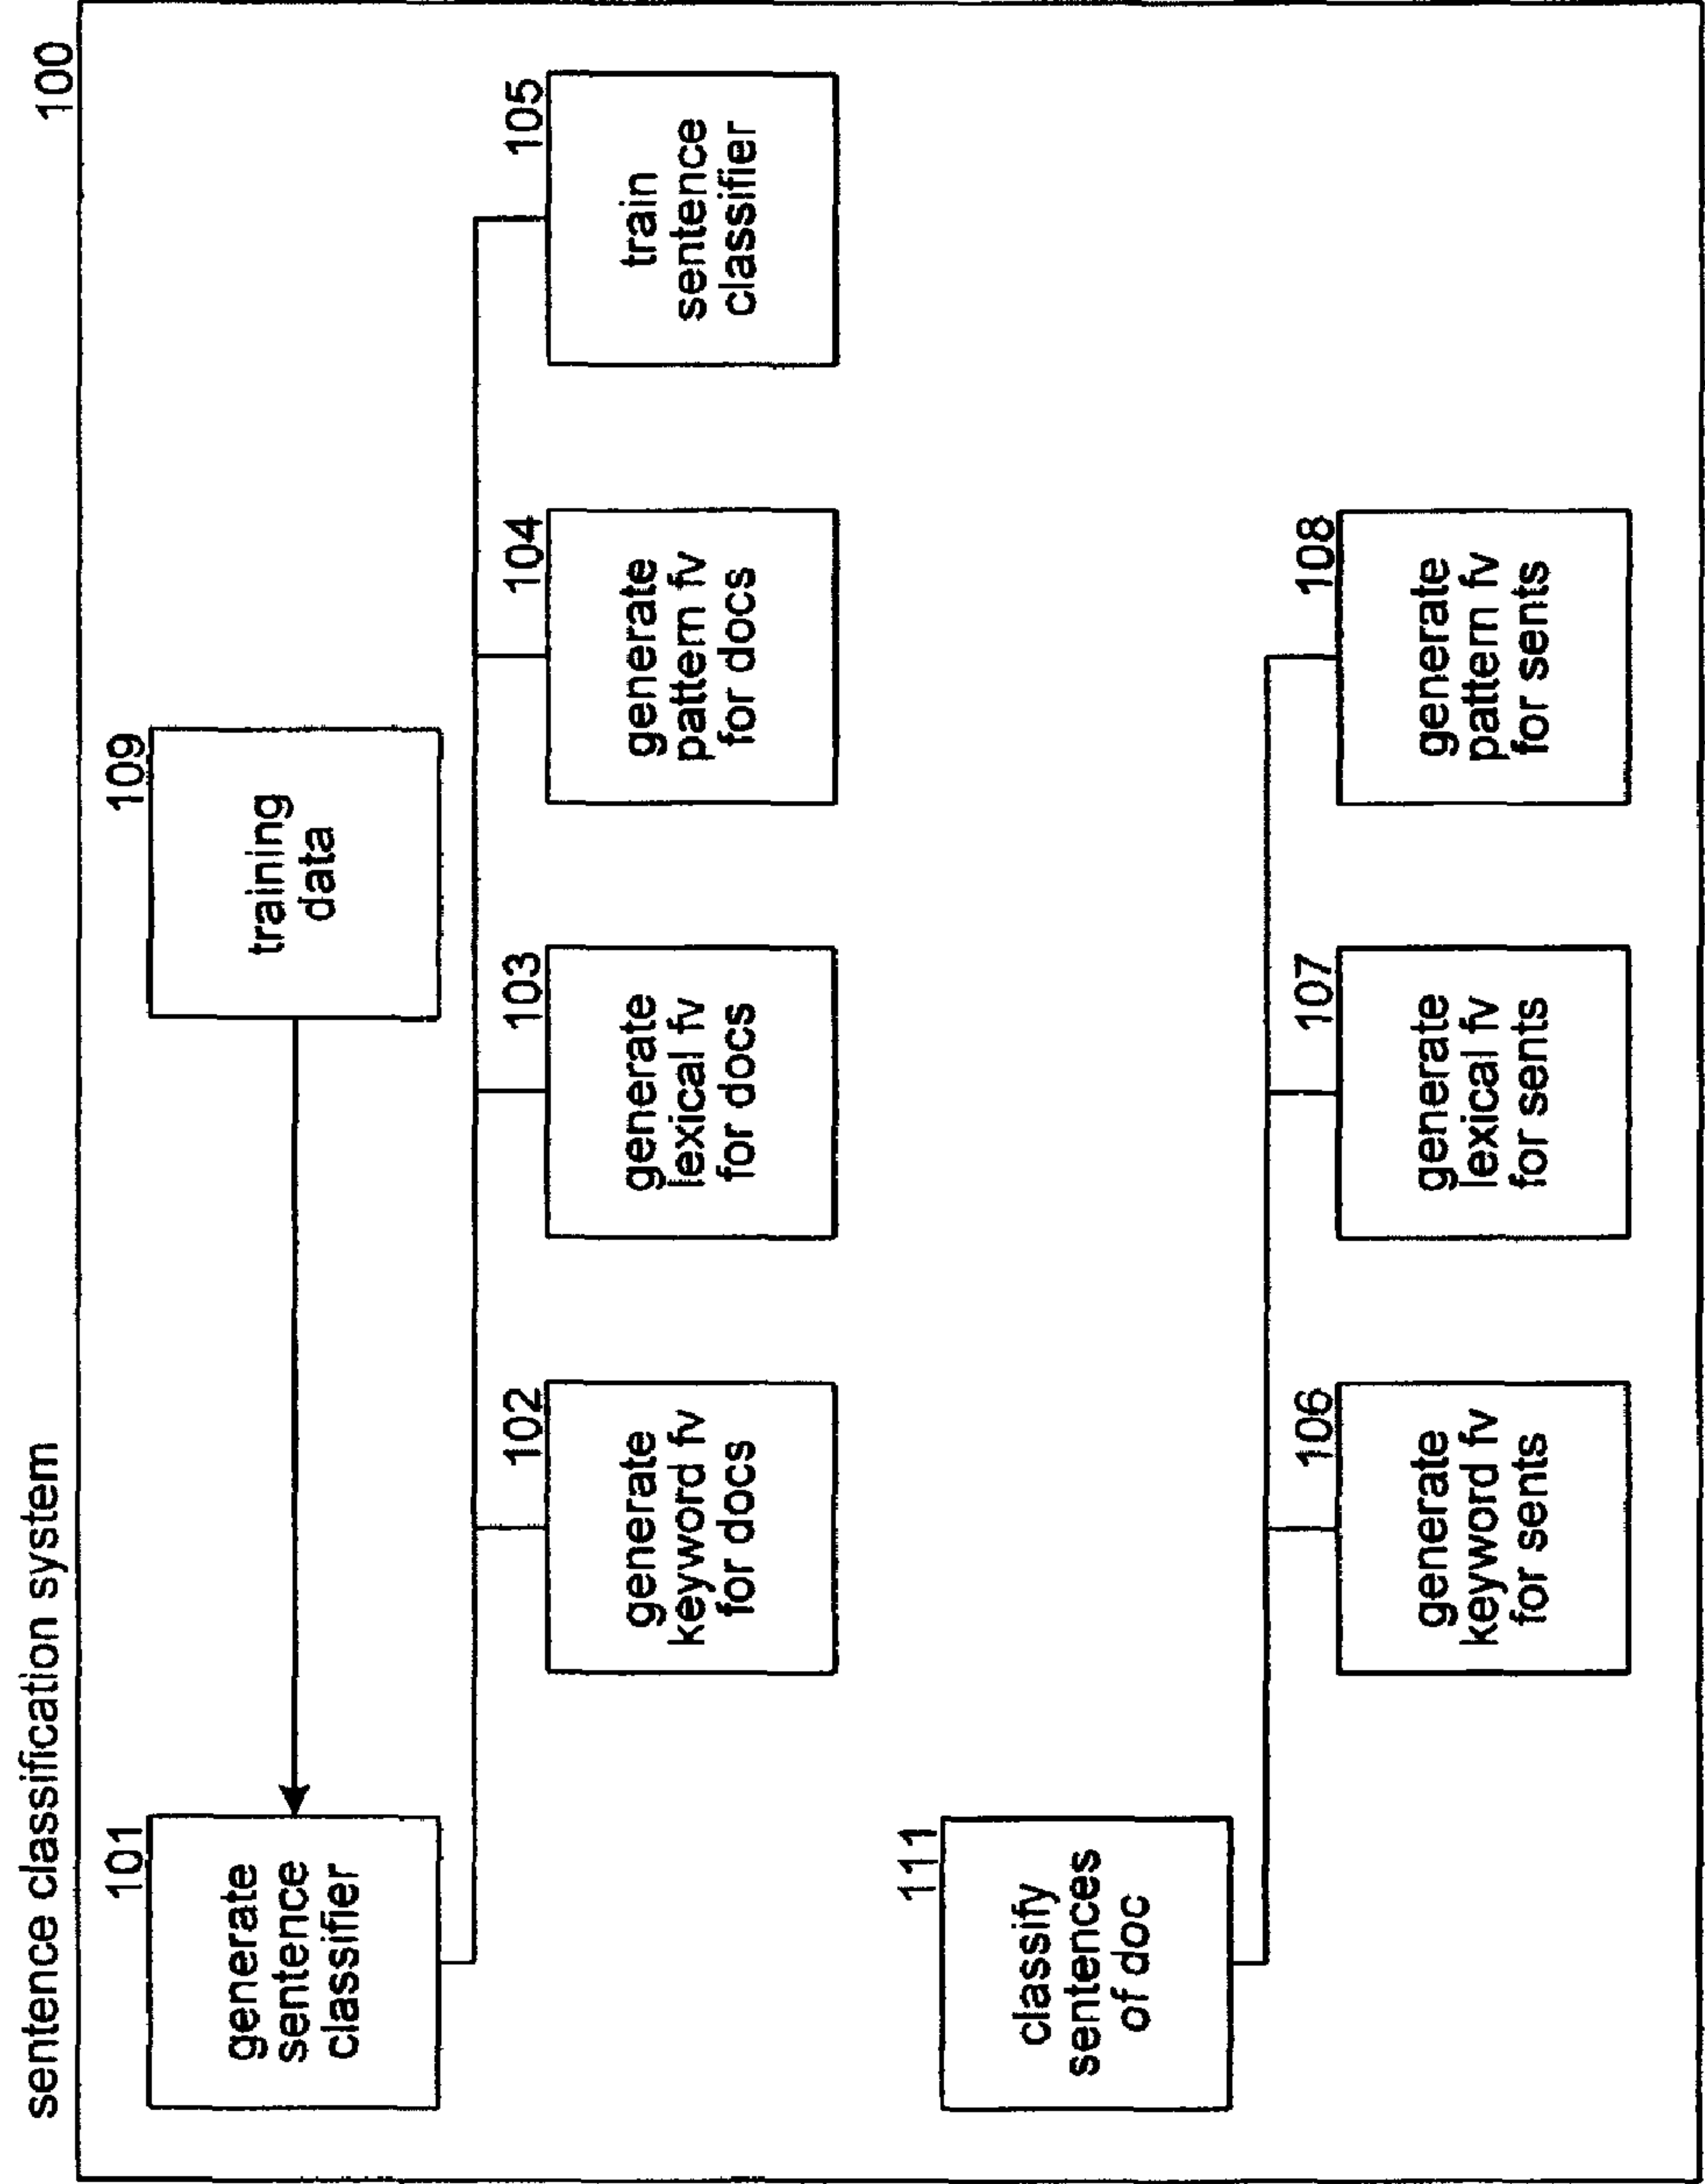 sentence classification system
100
101
generate
sentence
classifier
109
training
data
102
generate
keyword fv
for docs
103
generate
lexical fv
for docs
104
generate
pattern fv
for docs
105
train
sentence
classifier
111
classify
sentences
of doc
106
generate
keyword fv
for sents
107
generate
lexical fv
for sents
108
generate
pattern fv
for sents